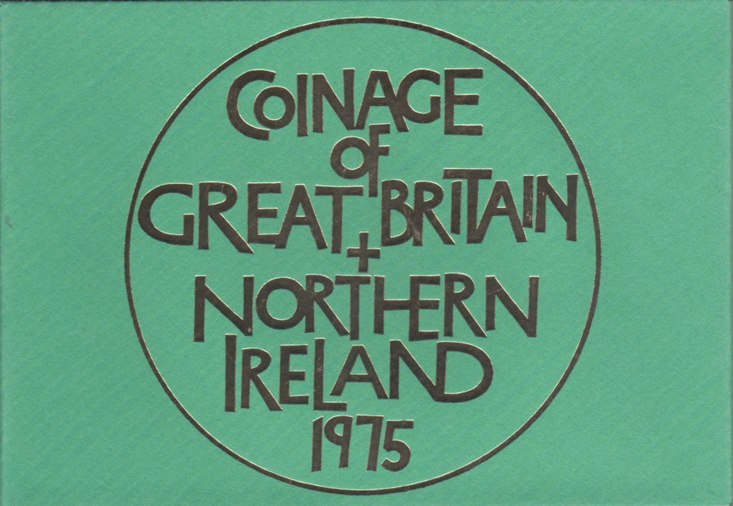 COINAGE
OF
GREAT BRITAIN
+
NORTHERN
IRELAND
1975